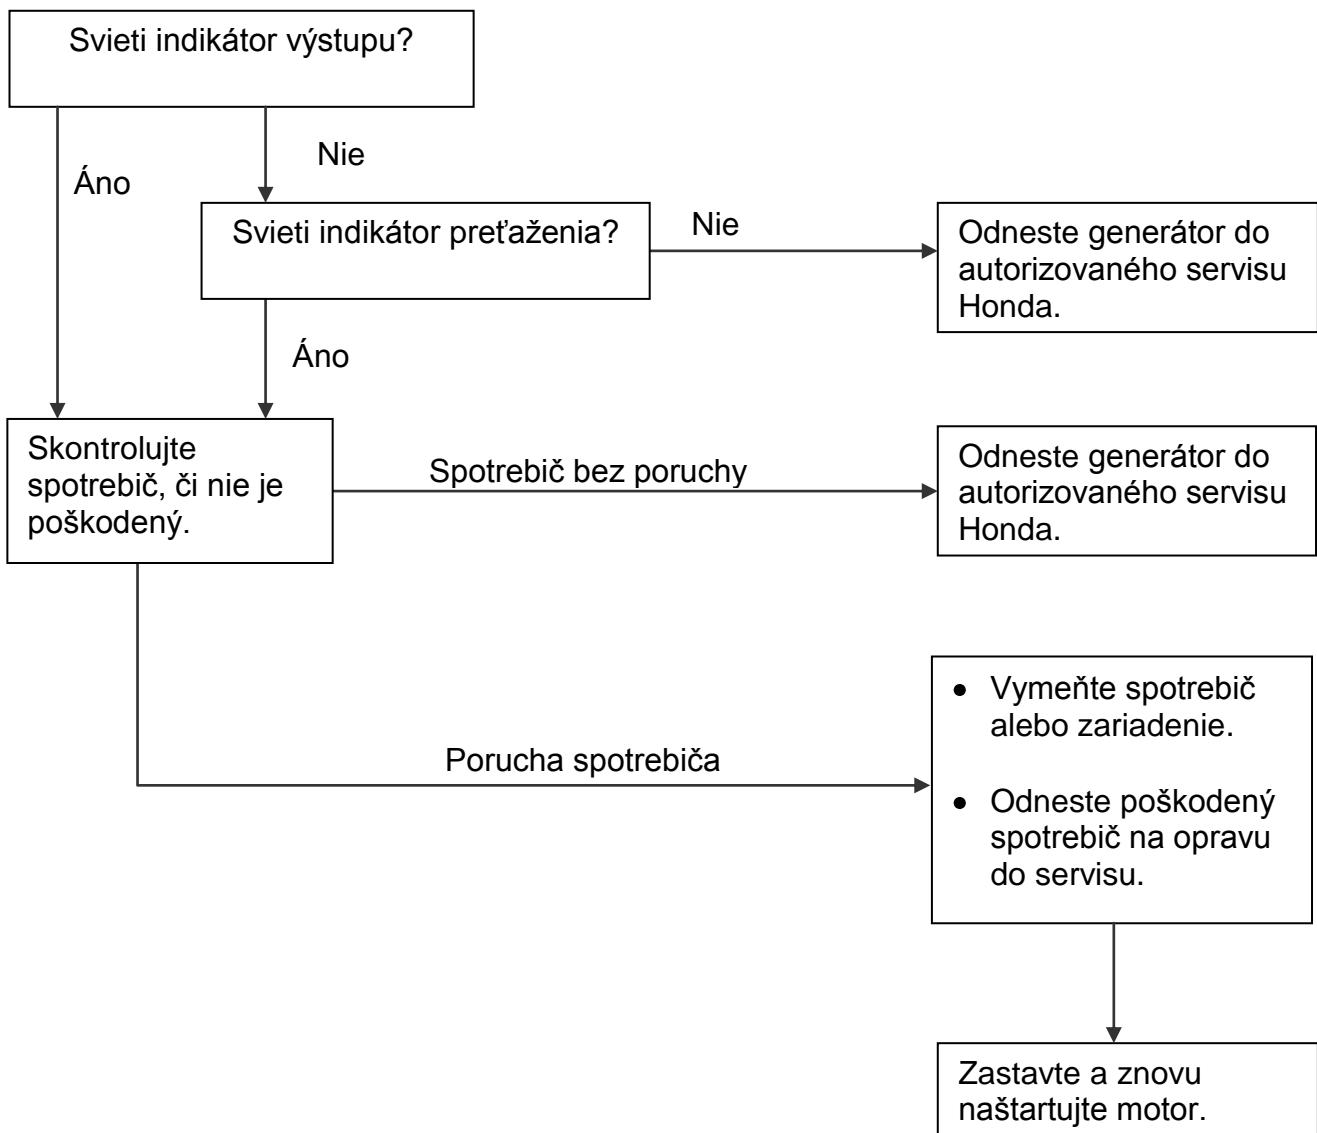 Svieti indikátor výstupu?
Nie
Áno
Svieti indikátor preťaženia?
Nie
Odneste generátor do
autorizovaného servisu
Honda.
Áno
Skontrolujte
spotrebič, či nie je
poškodený.
Spotrebič bez poruchy
Odneste generátor do
autorizovaného servisu
Honda.
Porucha spotrebiča
• Vymeňte spotrebič
alebo zariadenie.
• Odneste poškodený
spotrebič na opravu
do servisu.
Zastavte a znovu
naštartujte motor.